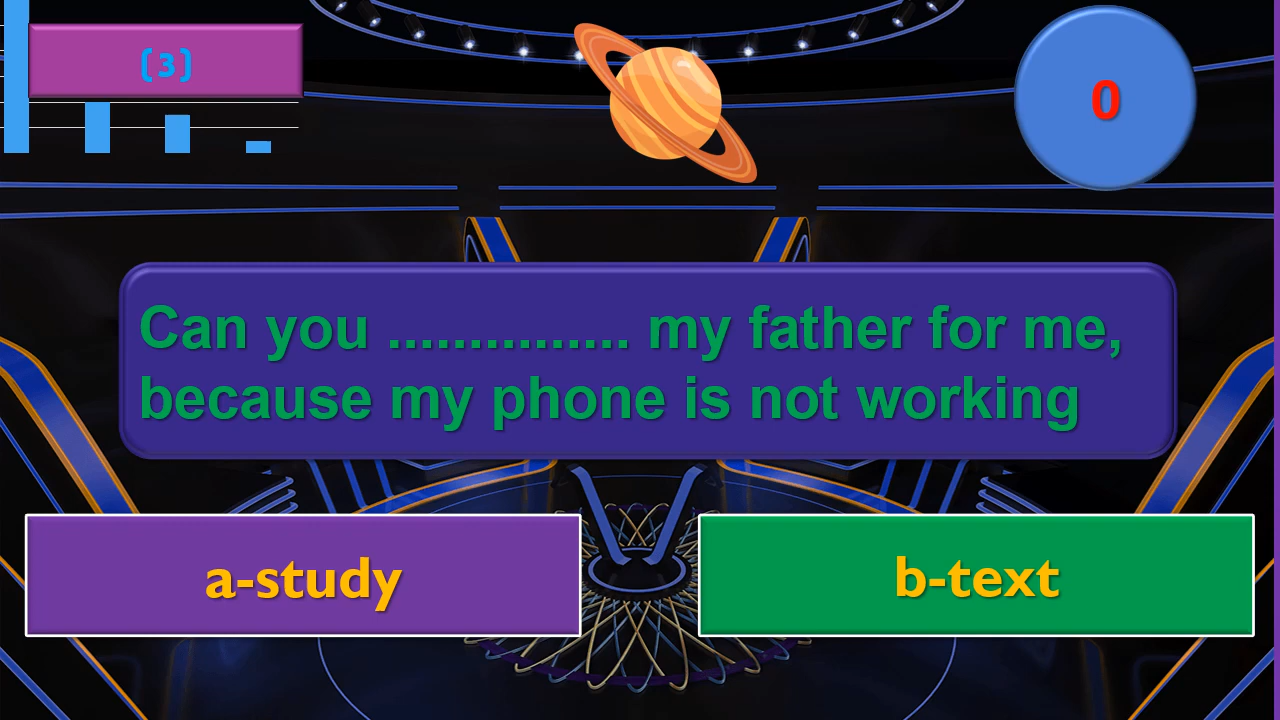 (3)
0
Can you ............... my father for me,
because my phone is not working
a-study
b-text